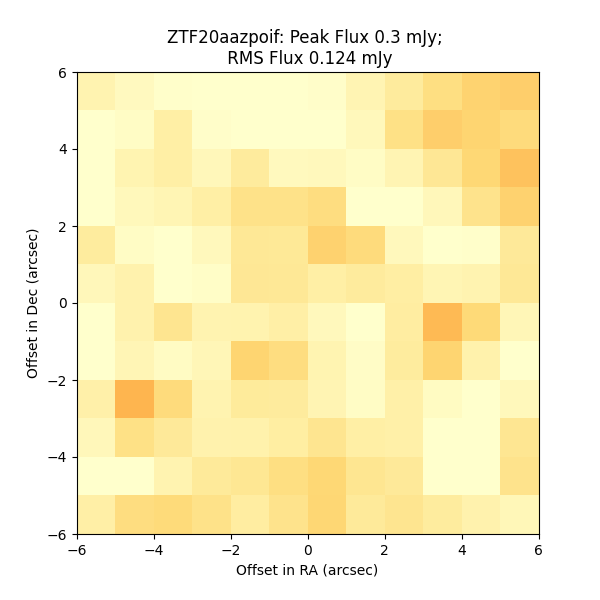 ZTF20aazpoif: Peak Flux 0.3 mJy;
RMS Flux 0.124 mJy
6
4
2
0
−2
−4
−6
Offset in Dec (arcsec)
−6 −4 −2 0 2 4 6
Offset in RA (arcsec)